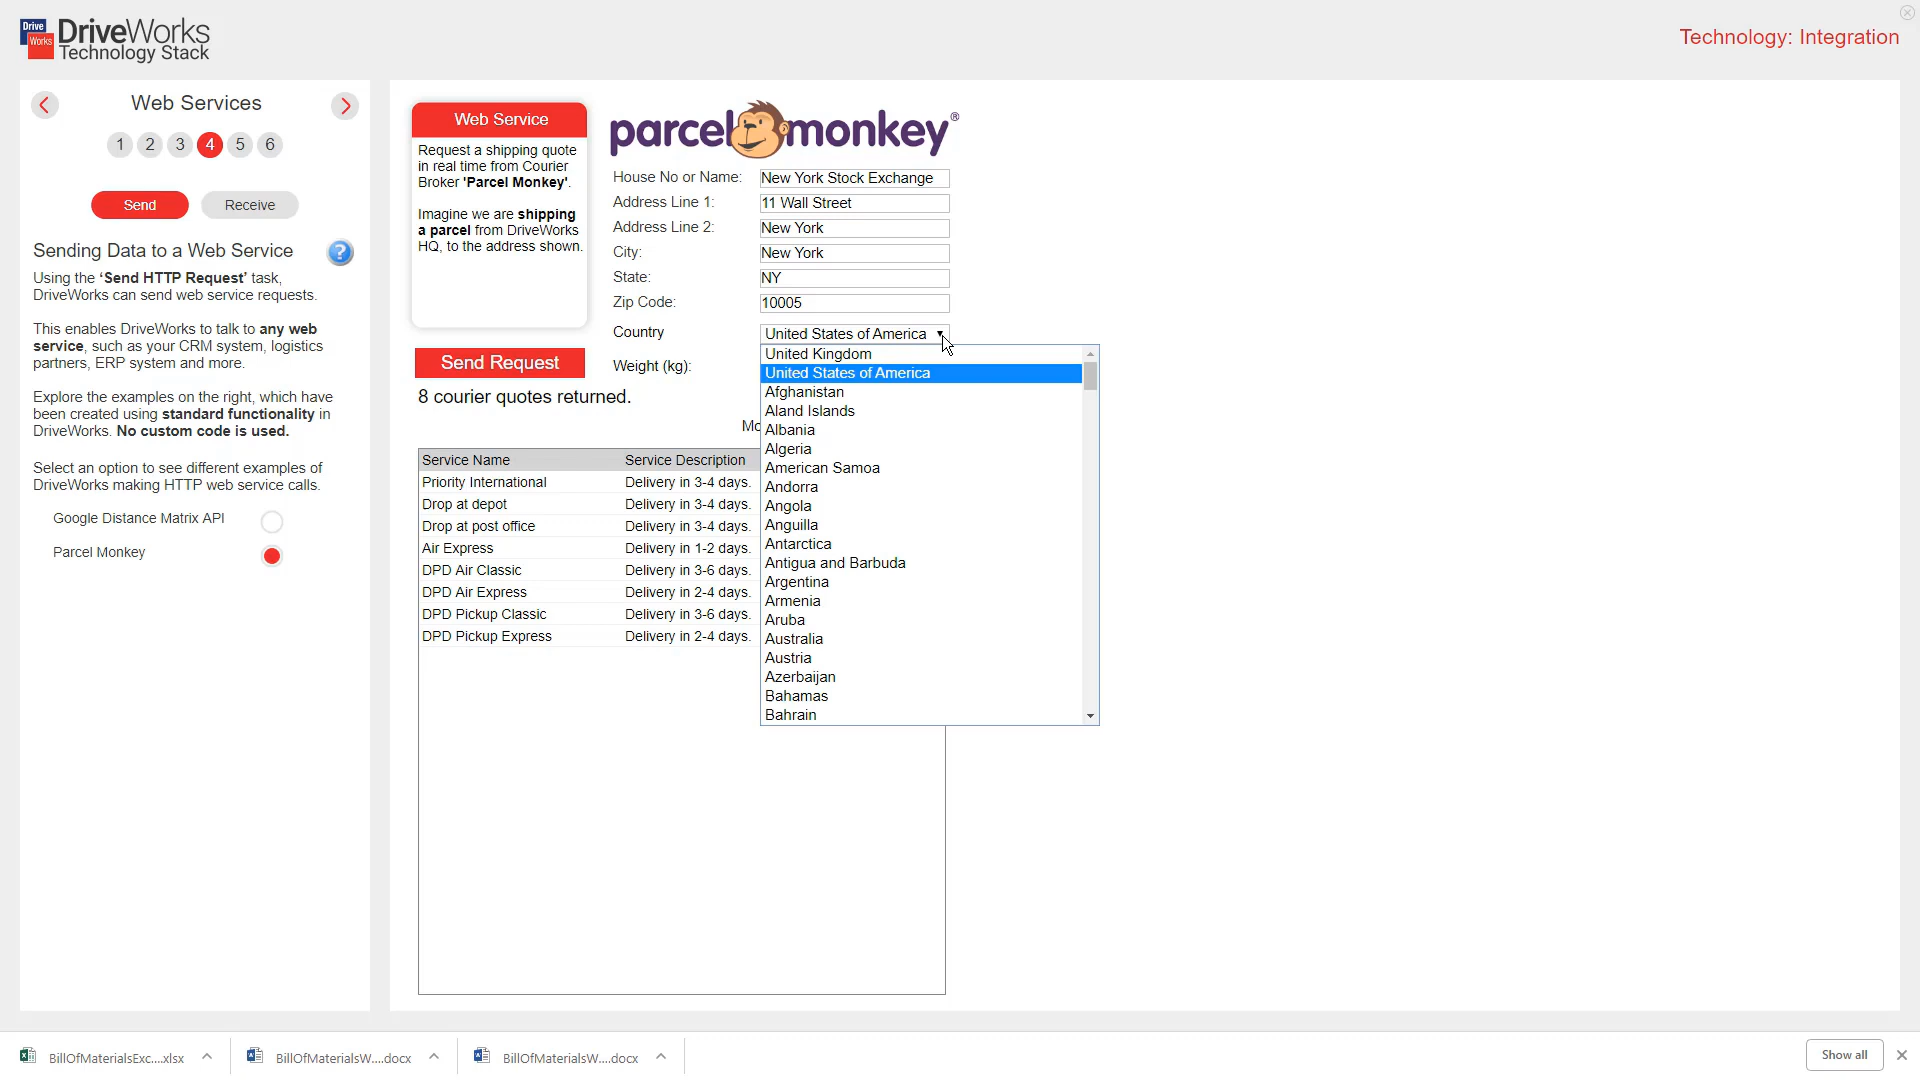 Drive
Works
DriveWorks
Technology Stack
Technology: Integration
Web Services
1 2 3 4 5 6
Send Receive
Sending Data to a Web Service
?
Using the ‘Send HTTP Request’ task,
DriveWorks can send web service requests.
This enables DriveWorks to talk to any web
service, such as your CRM system, logistics
partners, ERP system and more.
Explore the examples on the right, which have
been created using standard functionality in
DriveWorks. No custom code is used.
Select an option to see different examples of
DriveWorks making HTTP web service calls.
Google Distance Matrix API
Parcel Monkey
Web Service
Request a shipping quote
in real time from Courier
Broker 'Parcel Monkey'.
Imagine we are shipping
a parcel from DriveWorks
HQ, to the address shown.
Send Request
8 courier quotes returned.
parcel monkey®
House No or Name: New York Stock Exchange
Address Line 1: 11 Wall Street
Address Line 2: New York
City: New York
State: NY
Zip Code: 10005
Country United States of America
Weight (kg):
Mo
United Kingdom
United States of America
Afghanistan
Aland Islands
Albania
Algeria
American Samoa
Andorra
Angola
Anguilla
Antarctica
Antigua and Barbuda
Argentina
Armenia
Aruba
Australia
Austria
Azerbaijan
Bahamas
Bahrain
Service Name Service Description
Priority International Delivery in 3-4 days.
Drop at depot Delivery in 3-4 days.
Drop at post office Delivery in 3-4 days.
Air Express Delivery in 1-2 days.
DPD Air Classic Delivery in 3-6 days.
DPD Air Express Delivery in 2-4 days.
DPD Pickup Classic Delivery in 3-6 days.
DPD Pickup Express Delivery in 2-4 days.
BillOfMaterialsExc....xlsx BillOfMaterialsW....docx BillOfMaterialsW....docx Show all